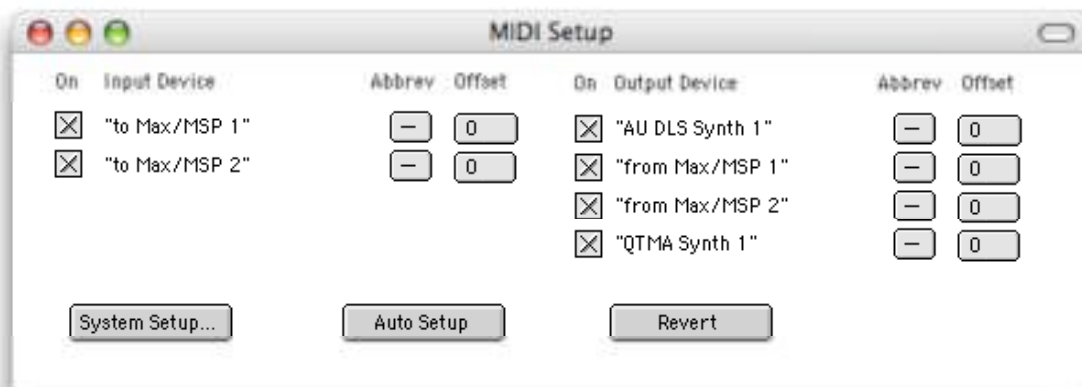 MIDI Setup
On Input Device Abbrev Offset On Output Device Abbrev Offset
"to Max/MSP 1" – 0 "AU DLS Synth 1" – 0
"to Max/MSP 2" – 0 "from Max/MSP 1" – 0
"from Max/MSP 2" – 0
"QTMA Synth 1" – 0
System Setup... Auto Setup Revert